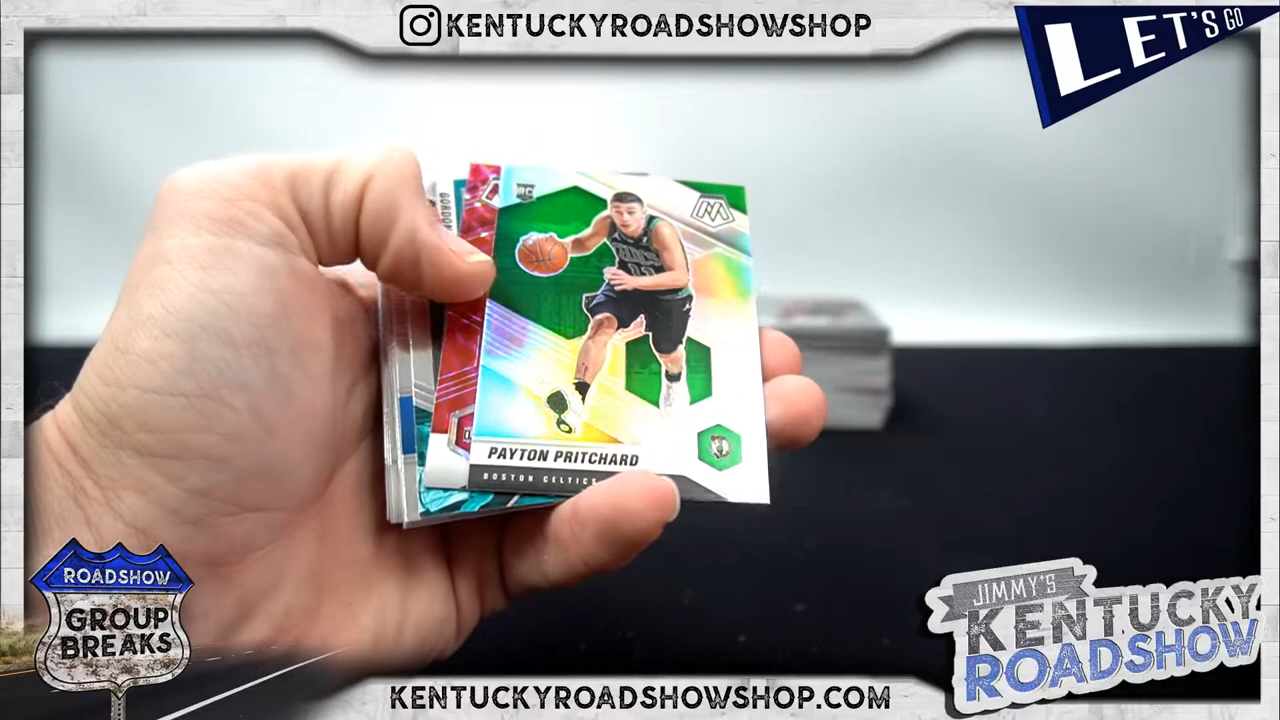 KENTUCKYROADSHOWSHOP
LET'S GO
RC
PAYTON PRITCHARD
BOSTON CELTICS
ROADSHOW
GROUP
BREAKS
JIMMY'S
KENTUCKY
ROADSHOW
KENTUCKYROADSHOWSHOP.COM